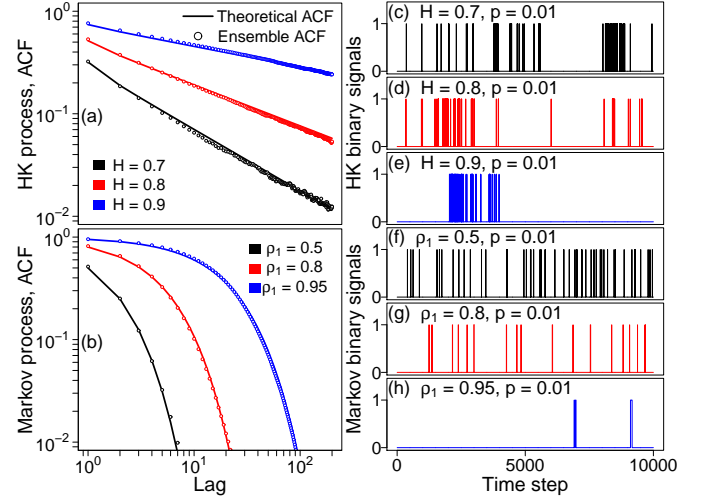 10⁰
10⁻¹
10⁻²
HK process, ACF
Theoretical ACF
Ensemble ACF
(a)
H = 0.7
H = 0.8
H = 0.9
10⁰
10⁻¹
10⁻²
Markov process, ACF
ρ₁ = 0.5
ρ₁ = 0.8
ρ₁ = 0.95
(b)
10⁰ 10¹ 10²
Lag
HK binary signals
(c) H = 0.7, p = 0.01
1
0
(d) H = 0.8, p = 0.01
1
0
(e) H = 0.9, p = 0.01
1
0
Markov binary signals
(f) ρ₁ = 0.5, p = 0.01
1
0
(g) ρ₁ = 0.8, p = 0.01
1
0
(h) ρ₁ = 0.95, p = 0.01
1
0
0 5000 10000
Time step